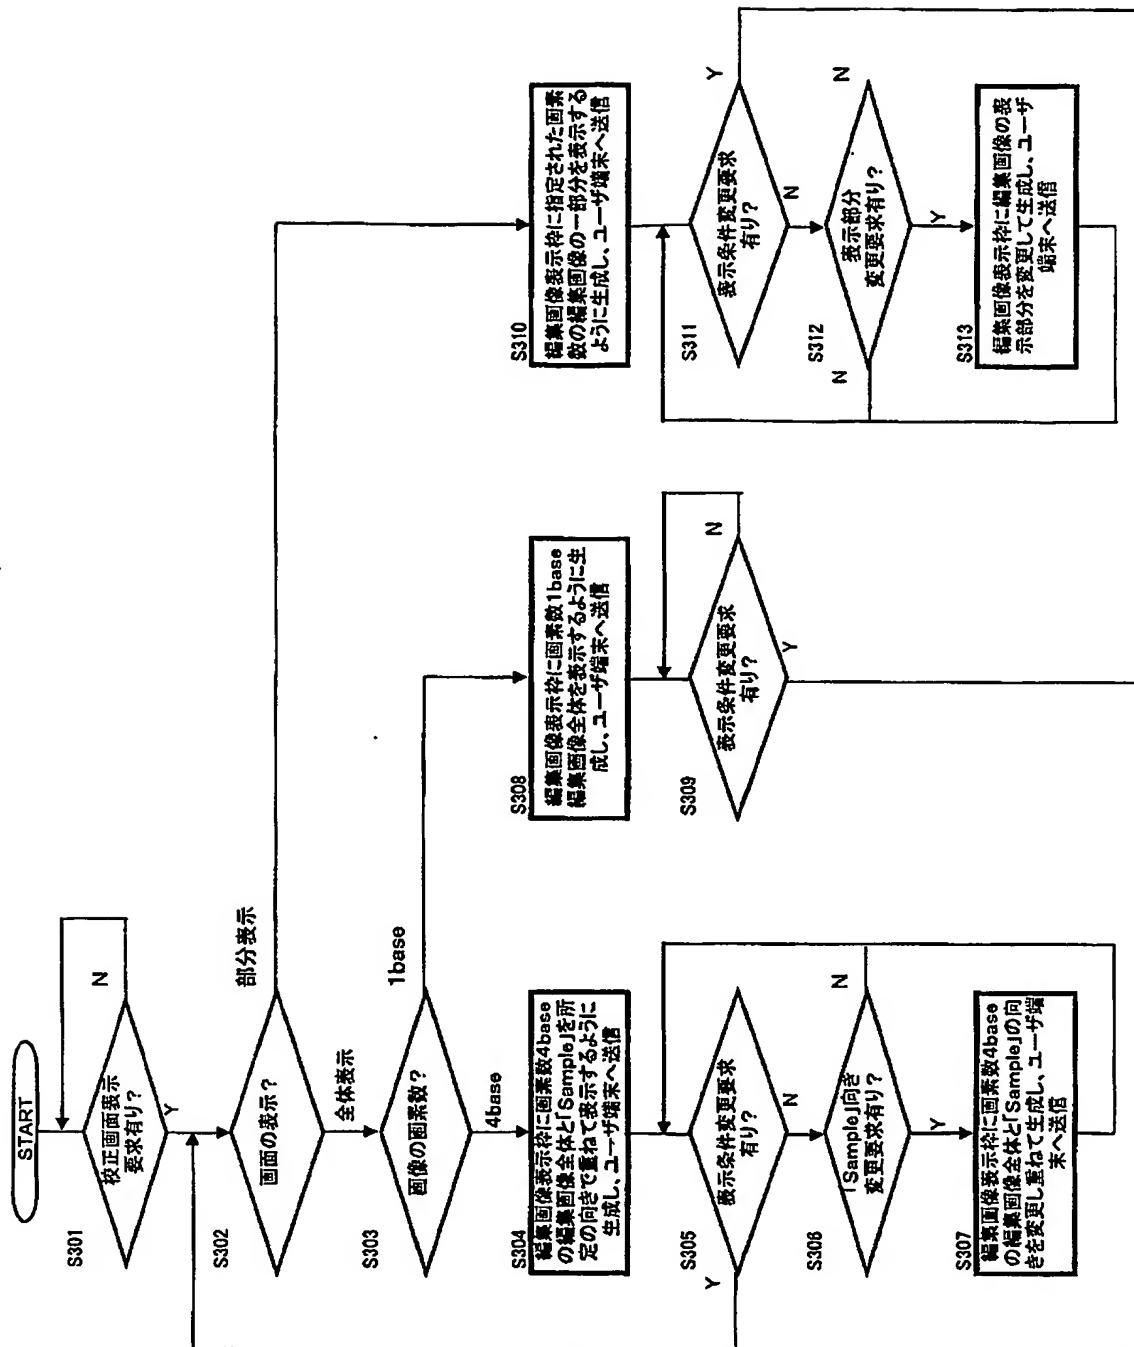 START
S301
校正画面表示
要求有り?
N
Y
S302
画面の表示?
部分表示
全体表示
S303
画像の画素数?
1base
4base
S304
編集画像表示枠に画素数4base
の編集画像全体と「Sample」を所
定の向きで重ねて表示するように
生成し、ユーザ端末へ送信
S305
表示条件変更要求
有り?
Y
N
S306
「Sample」向き
変更要求有り?
N
Y
S307
編集画像表示枠に画素数4base
の編集画像全体と「Sample」の向
きを変更し重ねて生成し、ユーザ端
末へ送信
S308
編集画像表示枠に画素数1base
編集画像全体を表示するように生
成し、ユーザ端末へ送信
S309
表示条件変更要求
有り?
N
Y
S310
編集画像表示枠に指定された画素
数の編集画像の一部分を表示する
ように生成し、ユーザ端末へ送信
S311
表示条件変更要求
有り?
Y
N
S312
表示部分
変更要求有り?
N
N
Y
S313
編集画像表示枠に編集画像の表
示部分を変更して生成し、ユーザ
端末へ送信